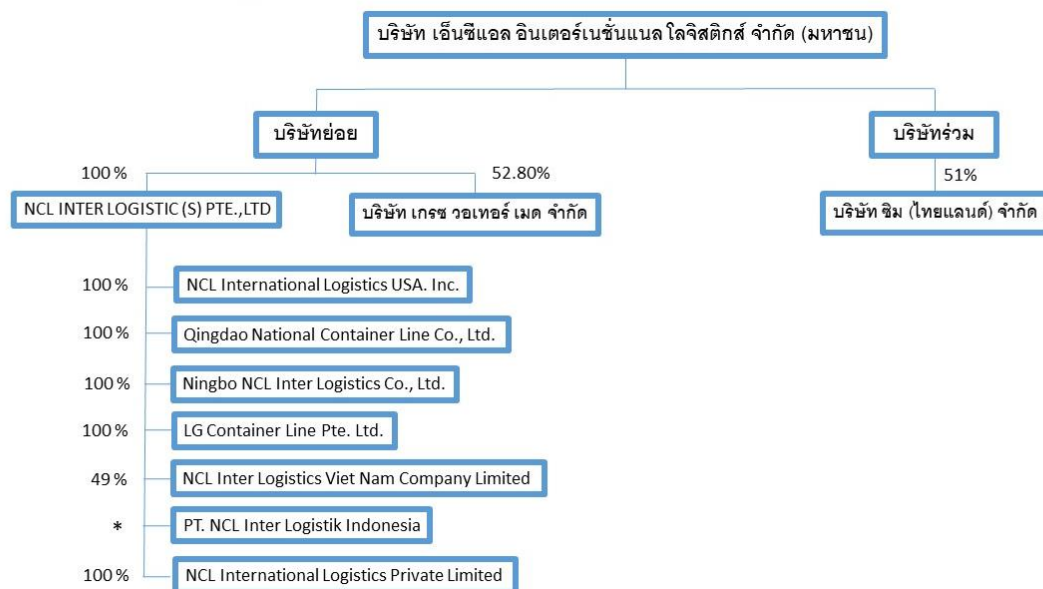 บริษัท เอ็นซีแอล อินเตอร์เนชั่นแนล โลจิสติกส์ จำกัด (มหาชน)
บริษัทย่อย
บริษัทร่วม
100 %
52.80%
51%
NCL INTER LOGISTIC (S) PTE.,LTD
บริษัท เกรซ วอเทอร์ เมด จำกัด
บริษัท ซิม (ไทยแลนด์) จำกัด
100 %
NCL International Logistics USA. Inc.
100 %
Qingdao National Container Line Co., Ltd.
100 %
Ningbo NCL Inter Logistics Co., Ltd.
100 %
LG Container Line Pte. Ltd.
49 %
NCL Inter Logistics Viet Nam Company Limited
*
PT. NCL Inter Logistik Indonesia
100 %
NCL International Logistics Private Limited